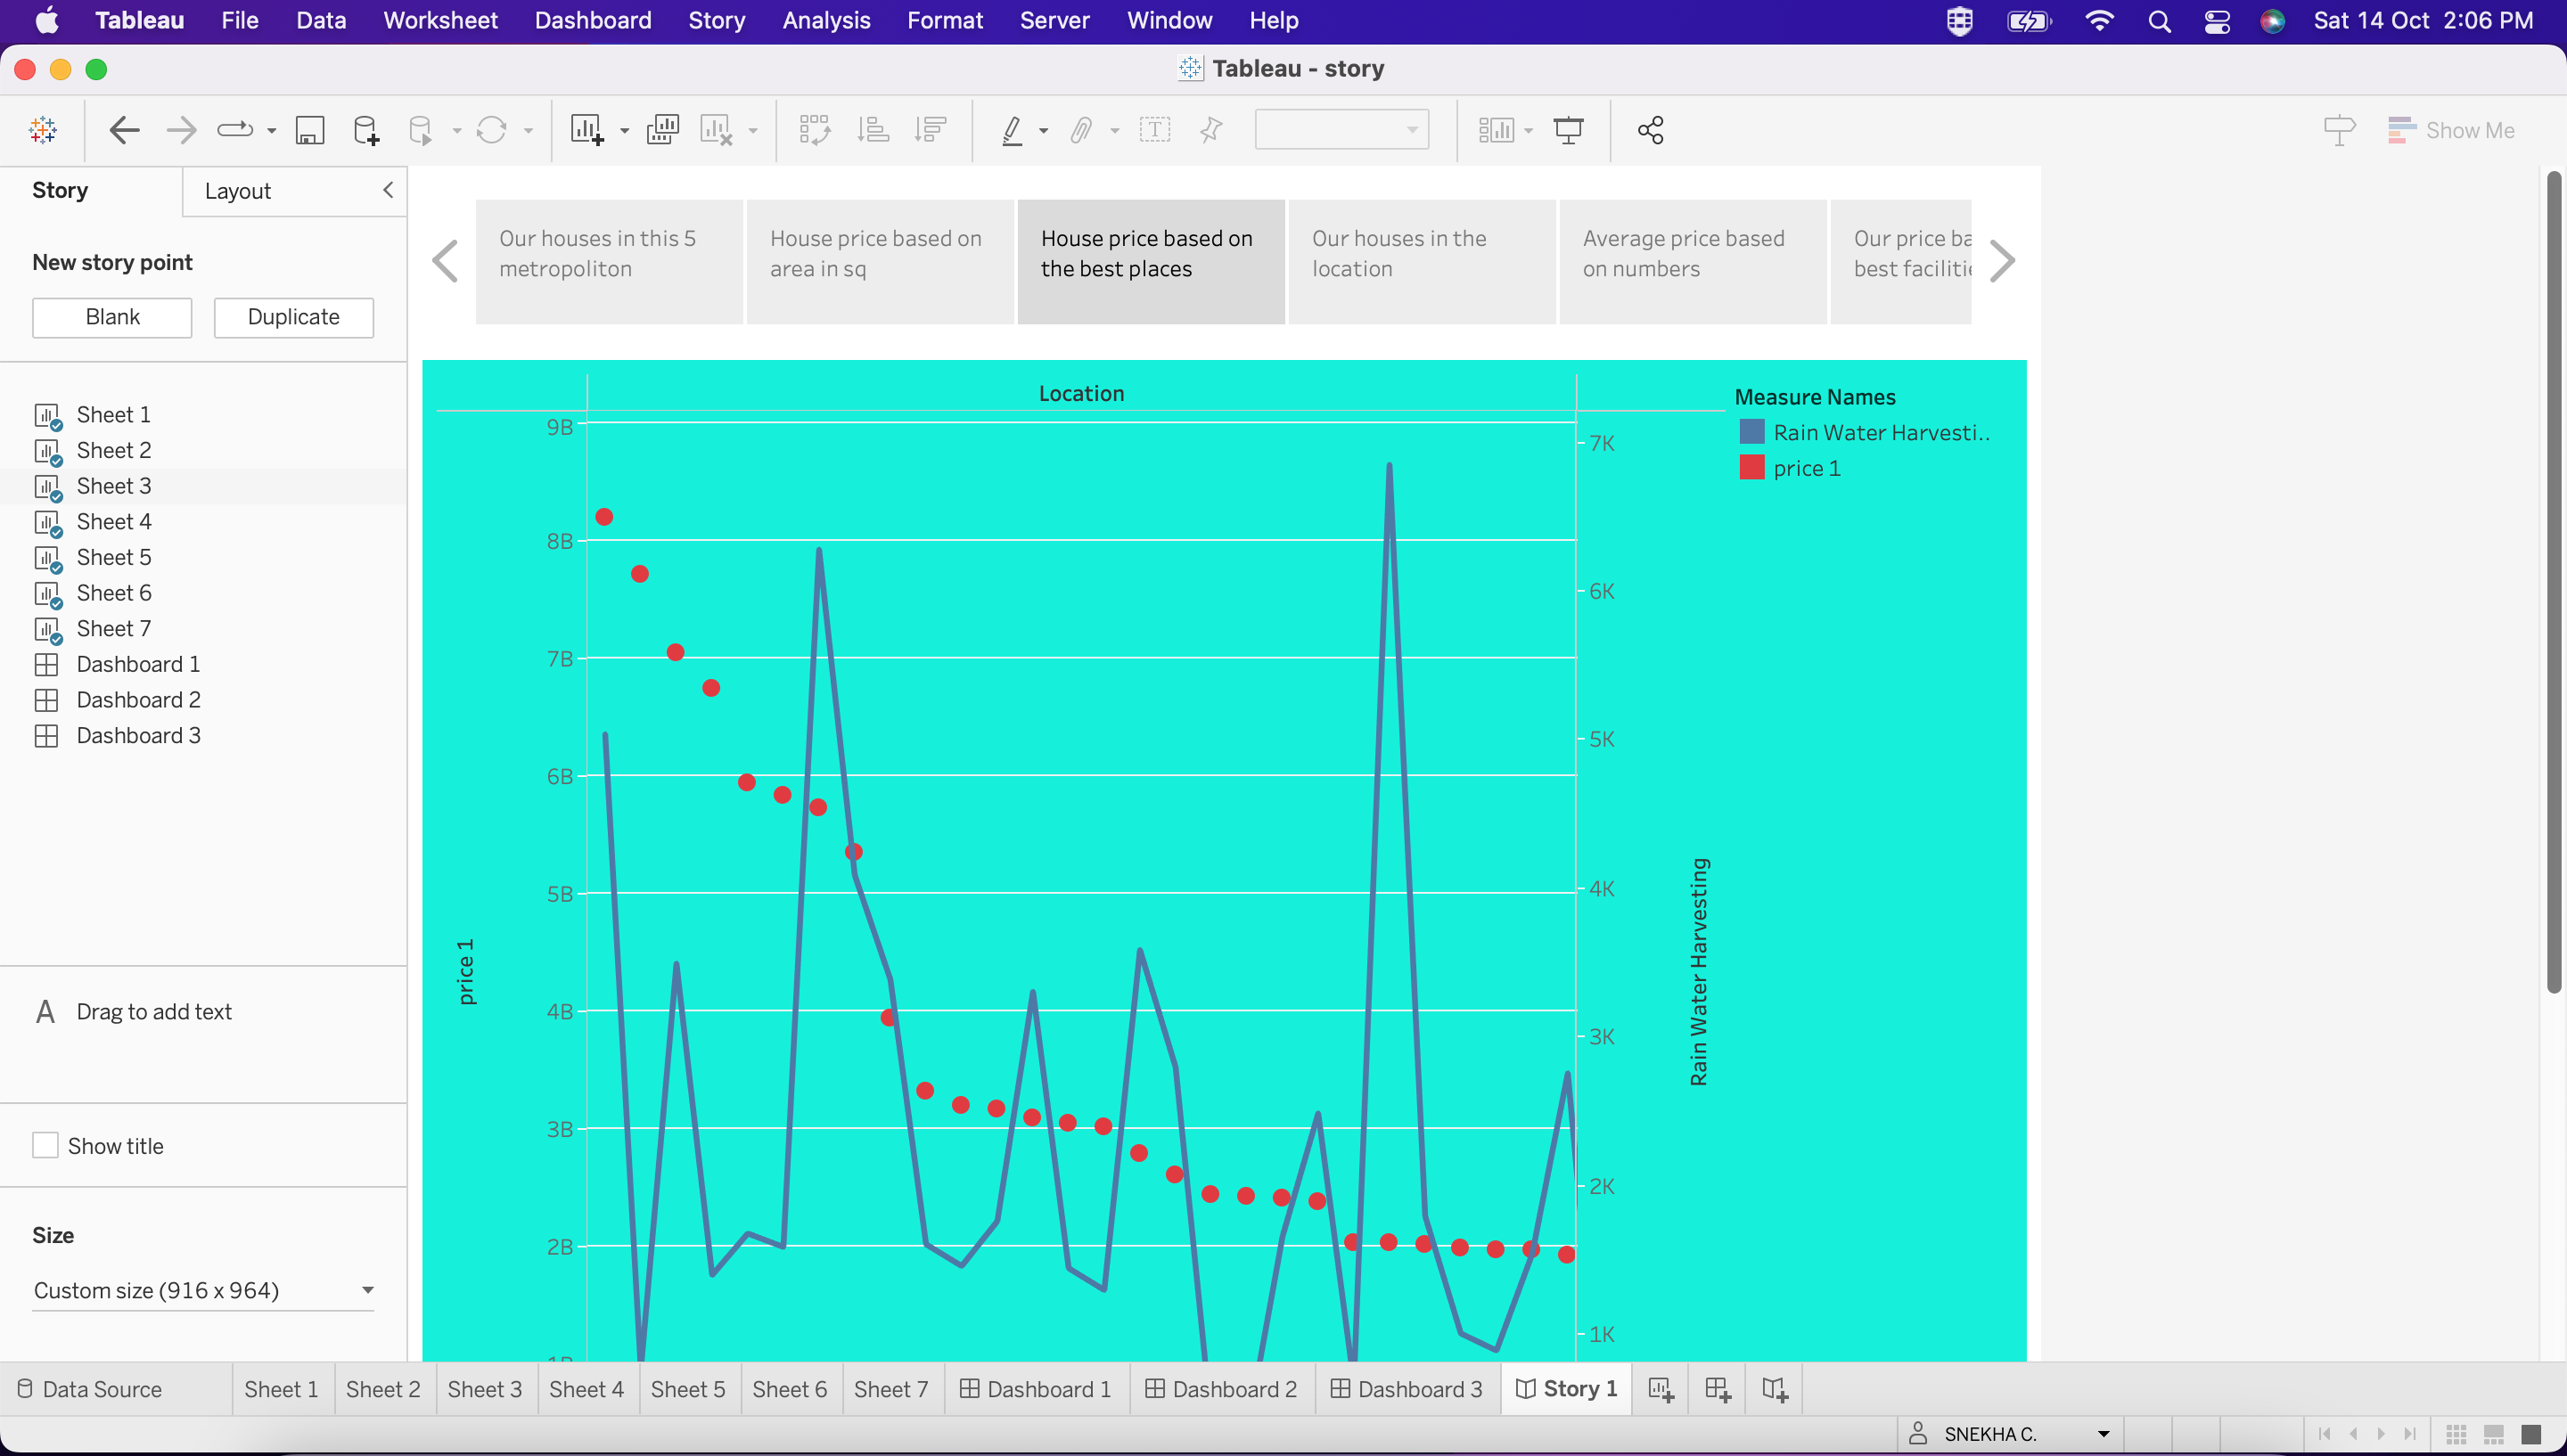 Tableau File Data Worksheet Dashboard Story Analysis Format Server Window Help Sat 14 Oct 2:06 PM
Tableau - story
Show Me
Story Layout
New story point
Blank Duplicate
Sheet 1
Sheet 2
Sheet 3
Sheet 4
Sheet 5
Sheet 6
Sheet 7
Dashboard 1
Dashboard 2
Dashboard 3
A Drag to add text
Show title
Size
Custom size (916 x 964)
Our houses in this 5
metropoliton
House price based on
area in sq
House price based on
the best places
Our houses in the
location
Average price based
on numbers
Our price ba
best faciliti
Location
9B
8B
7B
6B
5B
4B
3B
2B
price 1
7K
6K
5K
4K
3K
2K
1K
Rain Water Harvesting
Measure Names
Rain Water Harvesti..
price 1
Data Source Sheet 1 Sheet 2 Sheet 3 Sheet 4 Sheet 5 Sheet 6 Sheet 7 Dashboard 1 Dashboard 2 Dashboard 3 Story 1
SNEKHA C.